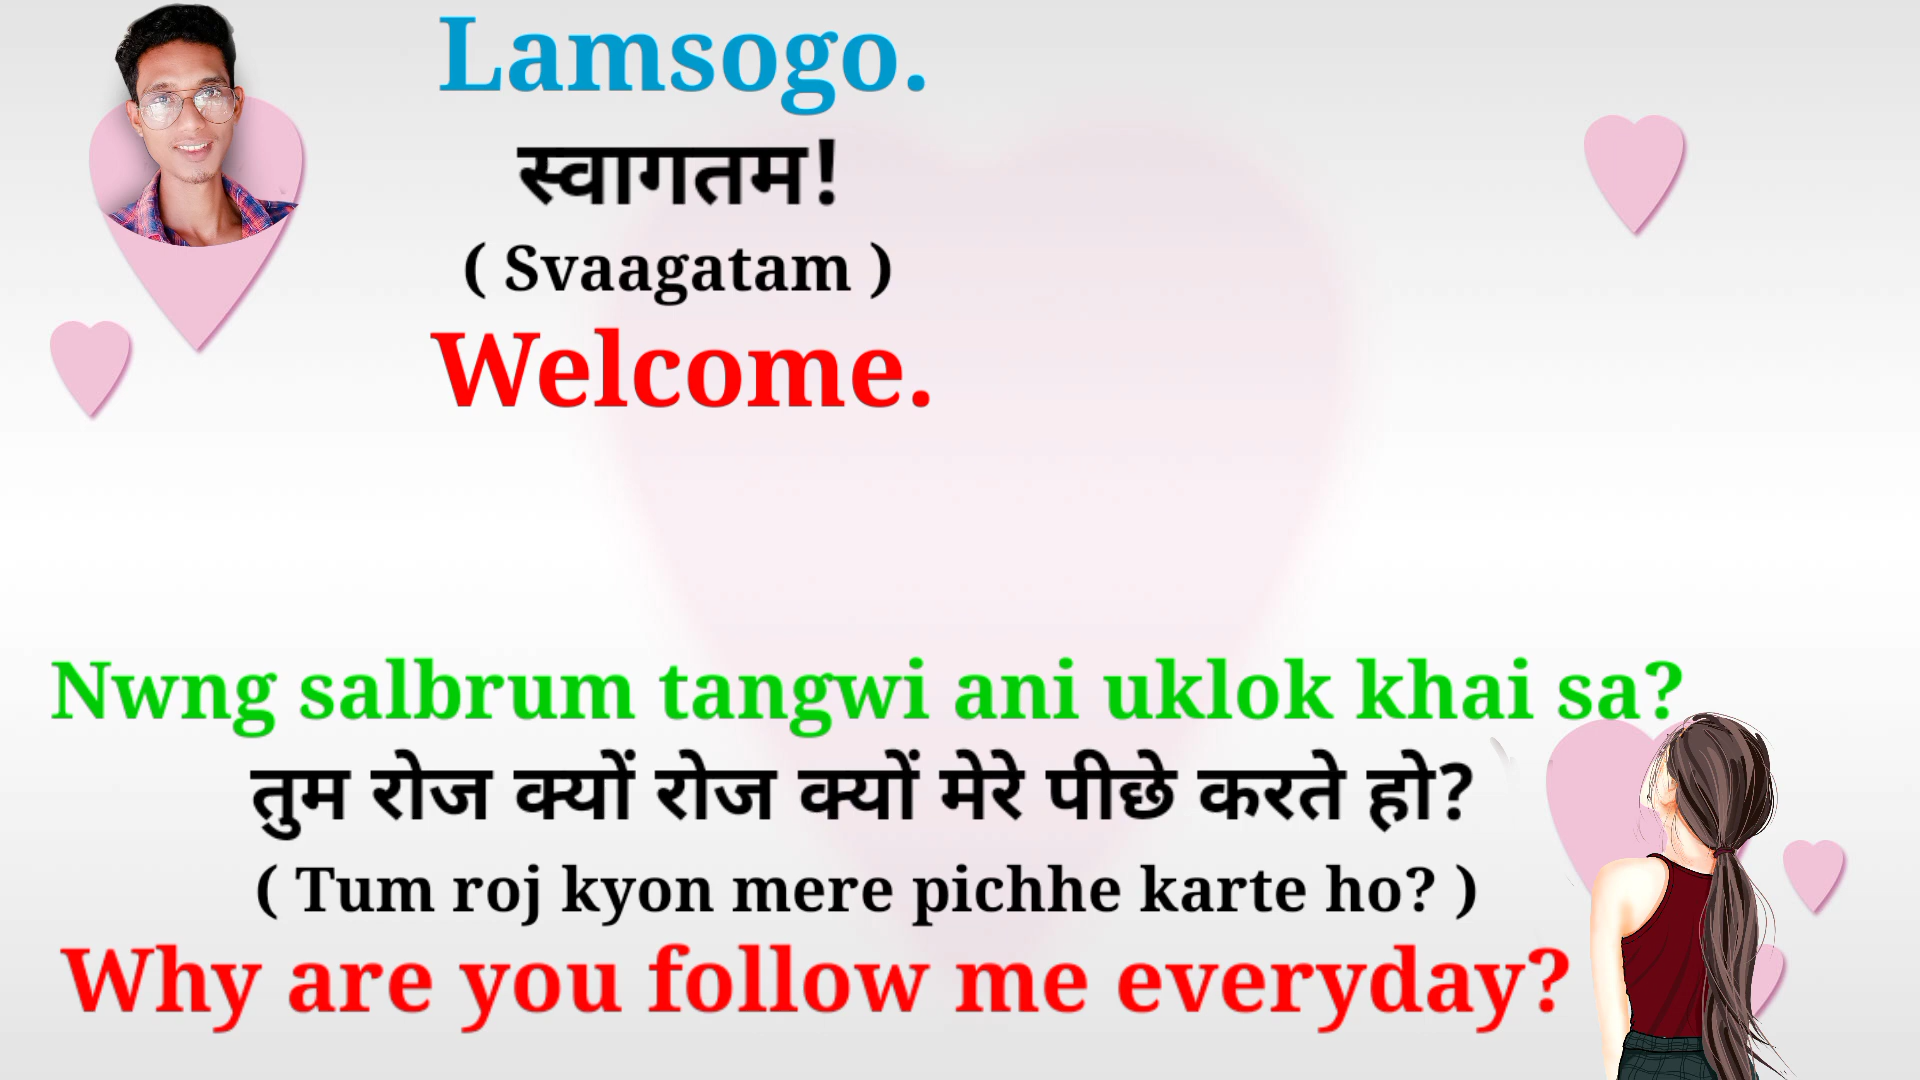 Lamsogo.
स्वागतम!
( Svaagatam )
Welcome.
Nwng salbrum tangwi ani uklok khai sa?
तुम रोज क्यों रोज क्यों मेरे पीछे करते हो?
( Tum roj kyon mere pichhe karte ho? )
Why are you follow me everyday?